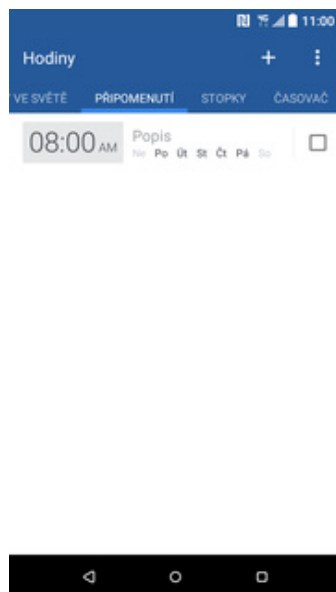 11:00
Hodiny
VE SVĚTĚ PŘIPOMENUTÍ STOPKY ČASOVAČ
08:00 AM Popis
Ne Po Út St Čt Pá So